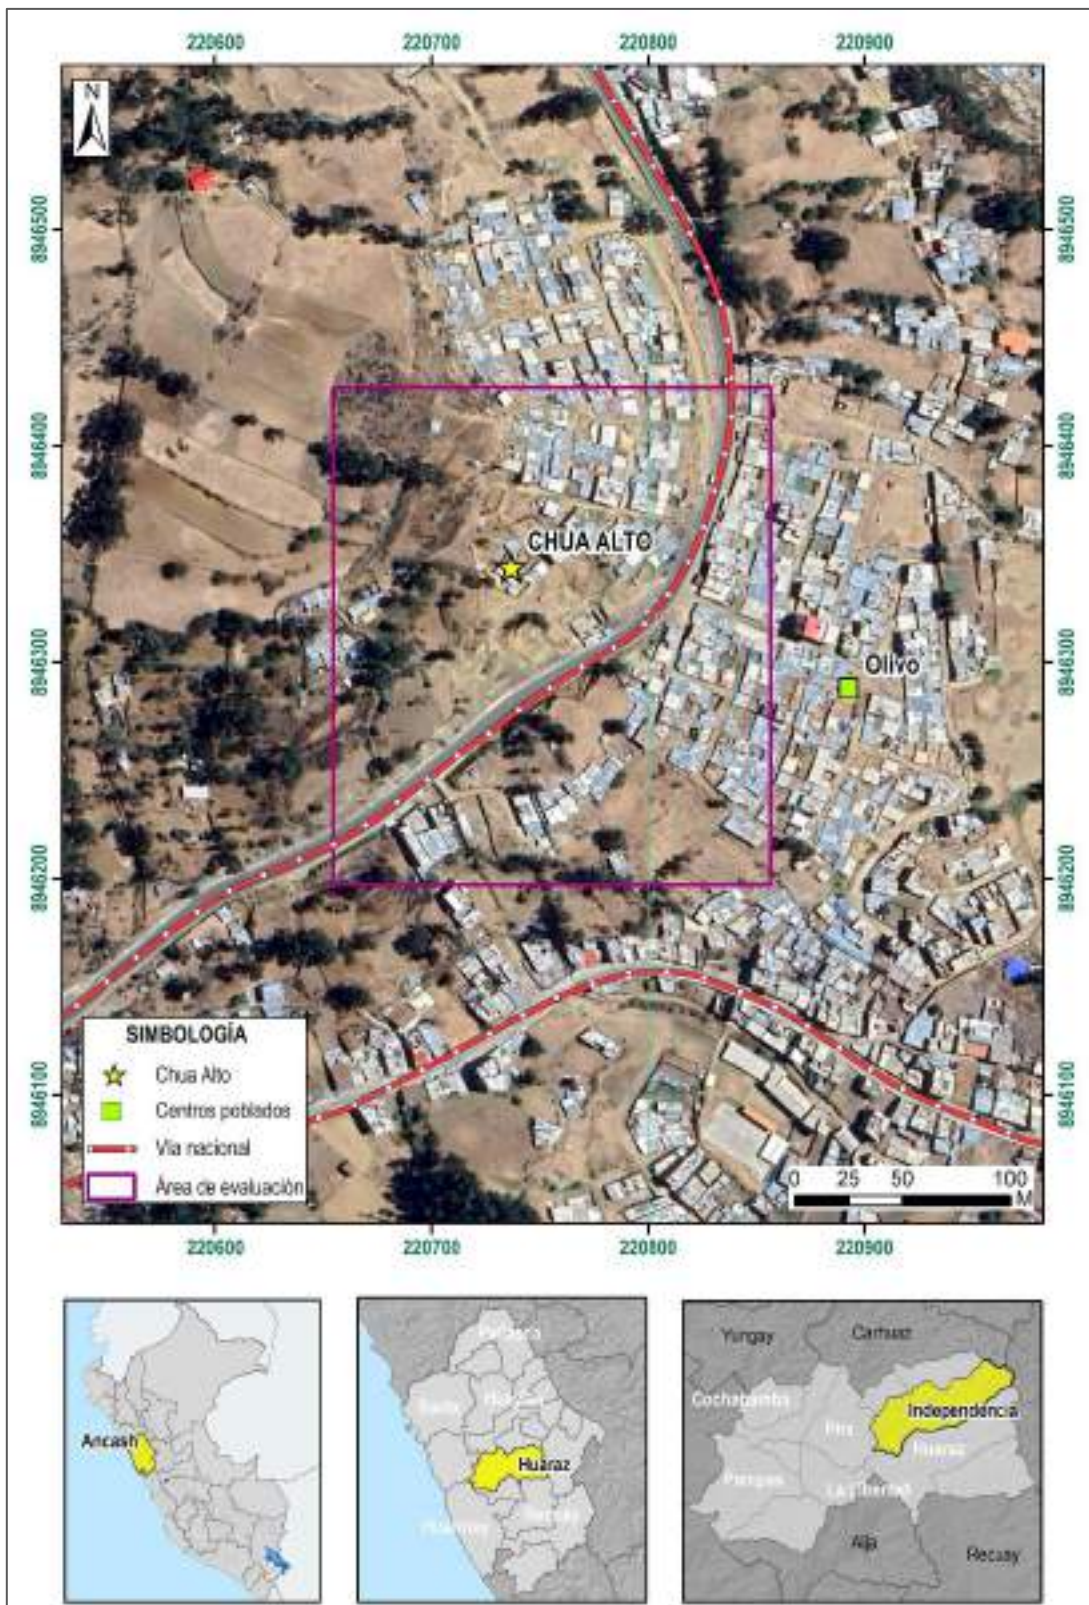 220600 220700 220800 220900
N
8946500 8946500
8946400 8946400
CHUA ALTO
8946300 8946300
Olivo
8946200 8946200
SIMBOLOGÍA
Chua Alto
Centros poblados
Vía nacional
Área de evaluación
8946100 8946100
0 25 50 100
M
220600 220700 220800 220900
Ancash
Huaraz
Yungay
Carhuaz
Cochabamba
Independencia
Pira
Huaraz
Pampas
La Libertad
Aija
Recuay